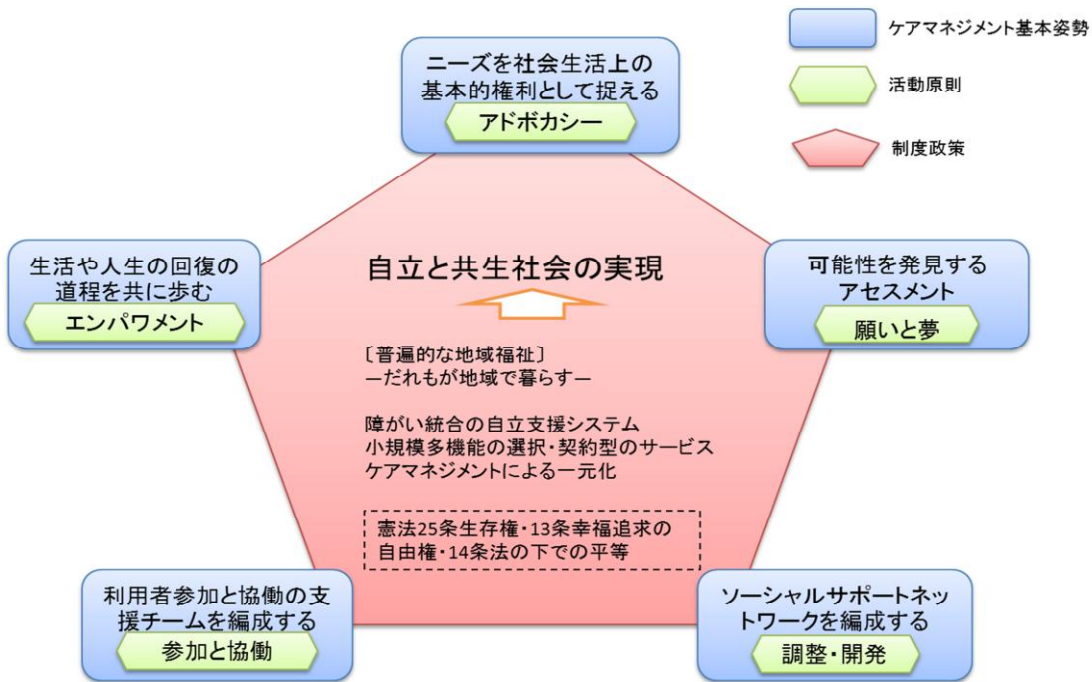 ケアマネジメント基本姿勢
活動原則
制度政策
ニーズを社会生活上の
基本的権利として捉える
アドボカシー
生活や人生の回復の
道程を共に歩む
エンパワメント
可能性を発見する
アセスメント
願いと夢
自立と共生社会の実現
〔普遍的な地域福祉〕
―だれもが地域で暮らす―
障がい統合の自立支援システム
小規模多機能の選択・契約型のサービス
ケアマネジメントによる一元化
憲法25条生存権・13条幸福追求の
自由権・14条法の下での平等
利用者参加と協働の支
援チームを編成する
参加と協働
ソーシャルサポートネッ
トワークを編成する
調整・開発